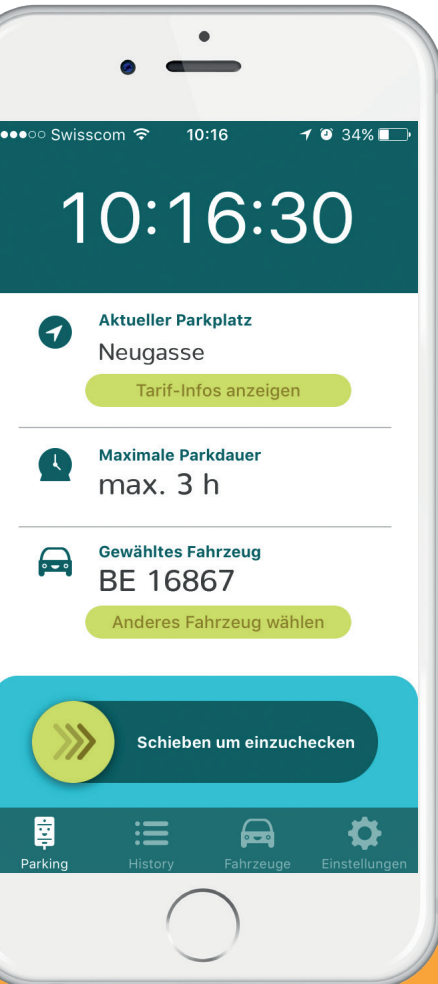 Swisscom 10:16 34%
10:16:30
Aktueller Parkplatz
Neugasse
Tarif-Infos anzeigen
Maximale Parkdauer
max. 3 h
Gewähltes Fahrzeug
BE 16867
Anderes Fahrzeug wählen
Schieben um einzuchecken
Parking History Fahrzeuge Einstellungen